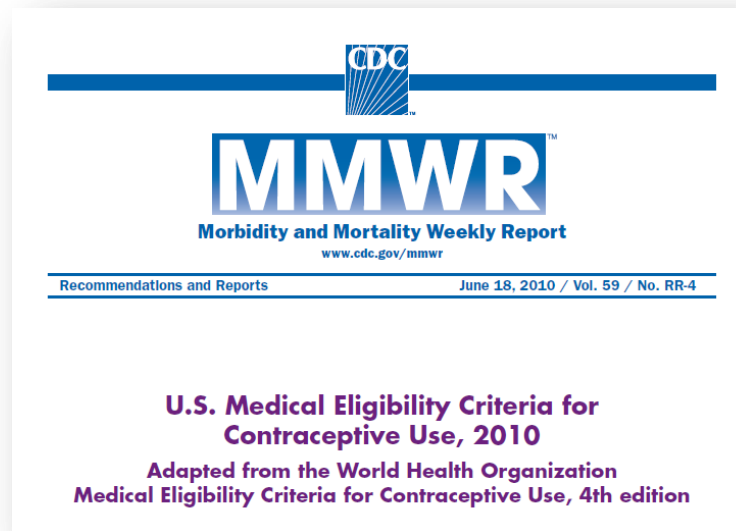 CDC
TM
MMWR
TM
Morbidity and Mortality Weekly Report
www.cdc.gov/mmwr
Recommendations and Reports June 18, 2010 / Vol. 59 / No. RR-4
U.S. Medical Eligibility Criteria for
Contraceptive Use, 2010
Adapted from the World Health Organization
Medical Eligibility Criteria for Contraceptive Use, 4th edition